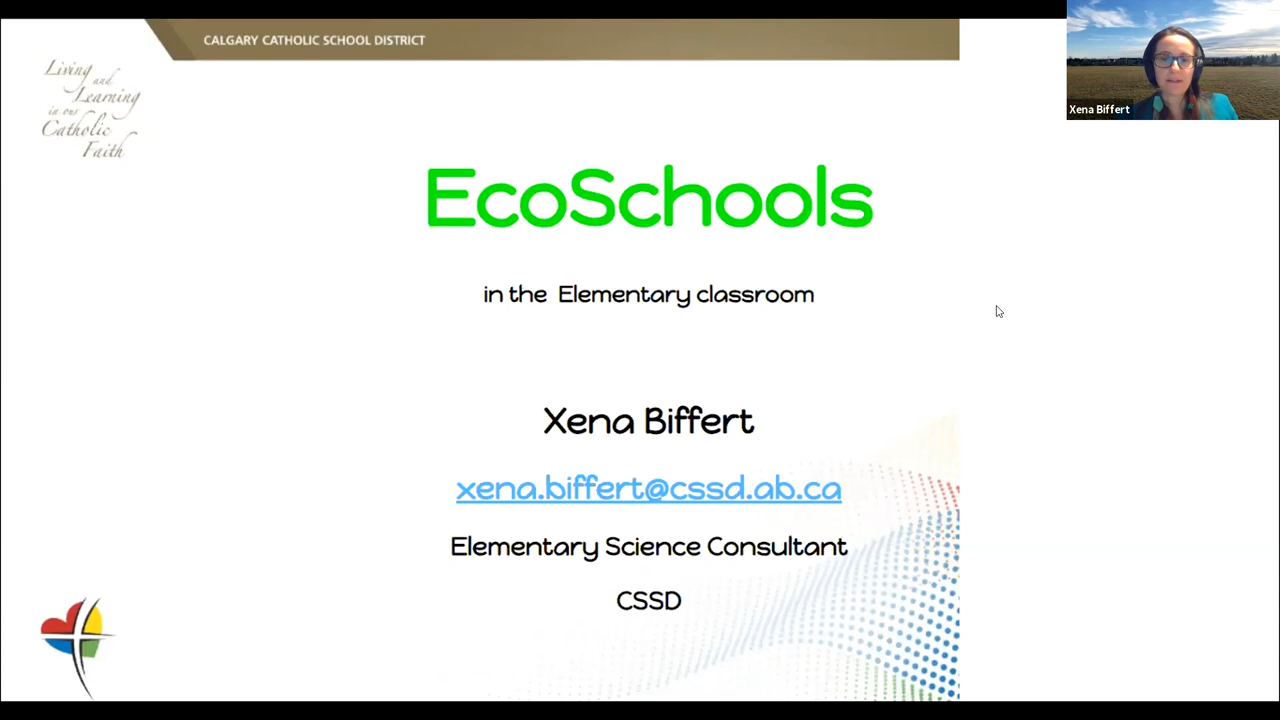 CALGARY CATHOLIC SCHOOL DISTRICT
Living
and
Learning
in our
Catholic
Faith
Xena Biffert
EcoSchools
in the Elementary classroom
Xena Biffert
xena.biffert@cssd.ab.ca
Elementary Science Consultant
CSSD